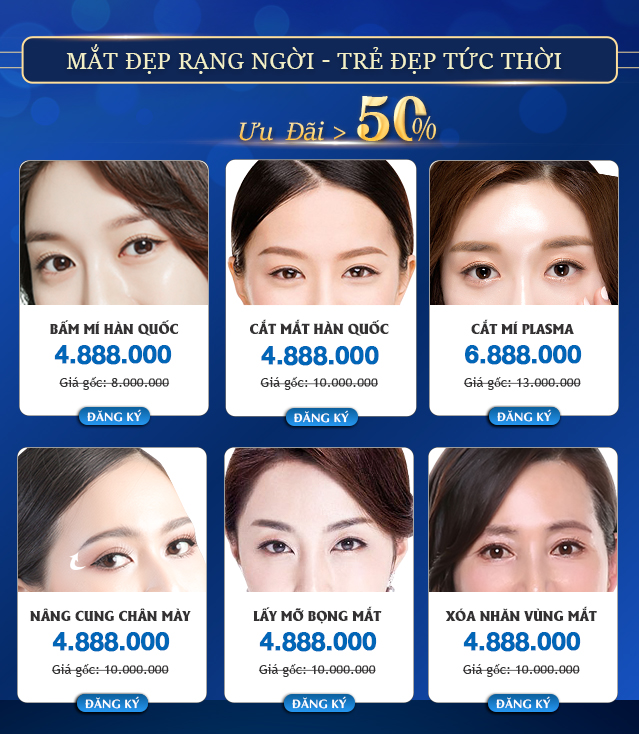 MẮT ĐẸP RẠNG NGỜI - TRẺ ĐẸP TỨC THỜI
Ưu Đãi > 50%
BẤM MÍ HÀN QUỐC
4.888.000
Giá gốc: 8.000.000
ĐĂNG KÝ
CẮT MẮT HÀN QUỐC
4.888.000
Giá gốc: 10.000.000
ĐĂNG KÝ
CẮT MÍ PLASMA
6.888.000
Giá gốc: 13.000.000
ĐĂNG KÝ
NÂNG CUNG CHÂN MÀY
4.888.000
Giá gốc: 10.000.000
ĐĂNG KÝ
LẤY MỠ BỌNG MẮT
4.888.000
Giá gốc: 10.000.000
ĐĂNG KÝ
XÓA NHĂN VÙNG MẮT
4.888.000
Giá gốc: 10.000.000
ĐĂNG KÝ